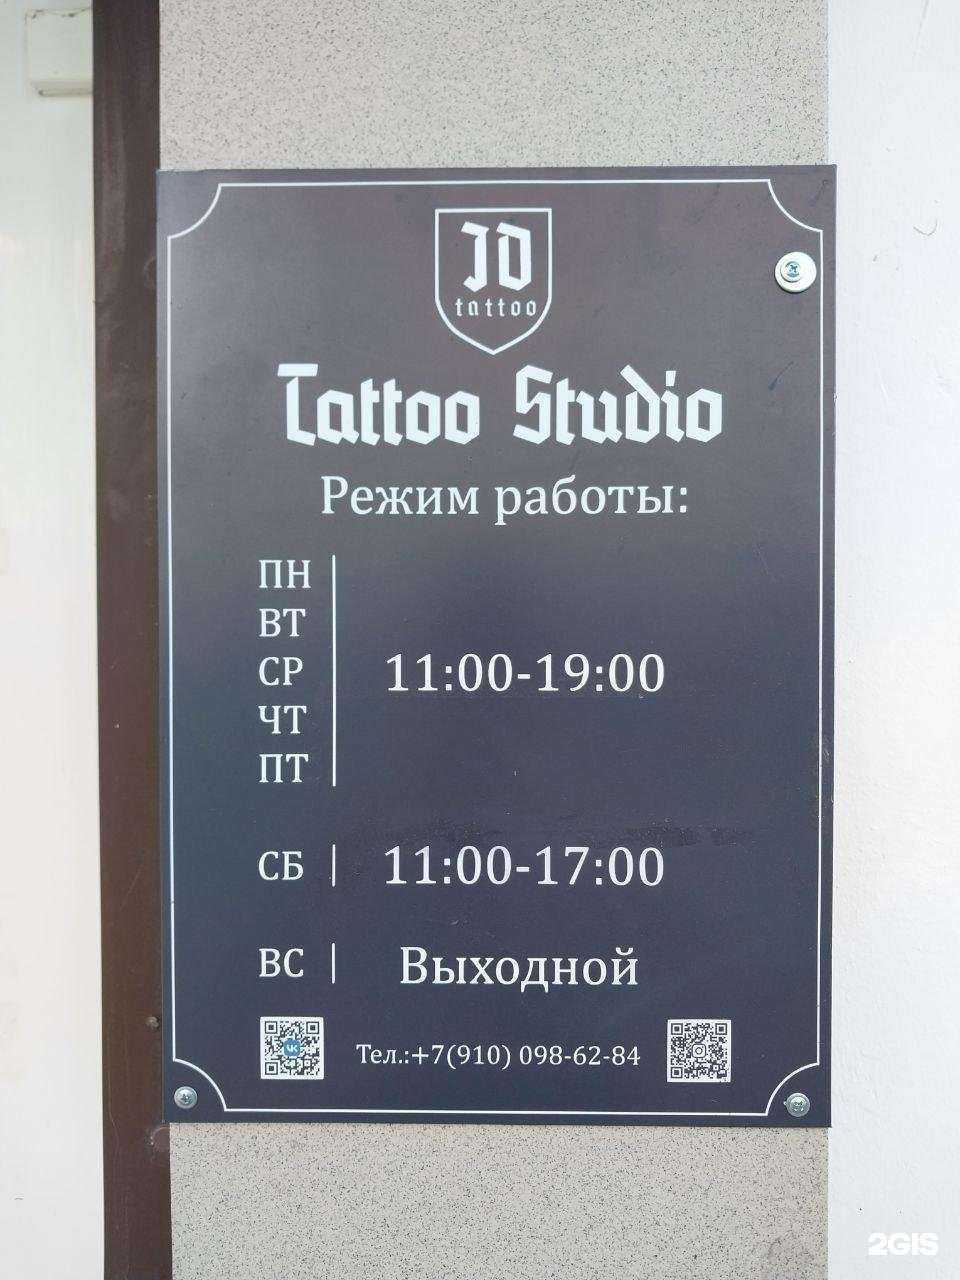 JD
tattoo
Tattoo Studio
Режим работы:
ПН
ВТ
СР
ЧТ
ПТ
11:00-19:00
СБ 11:00-17:00
ВС Выходной
Тел.:+7(910) 098-62-84
2GIS